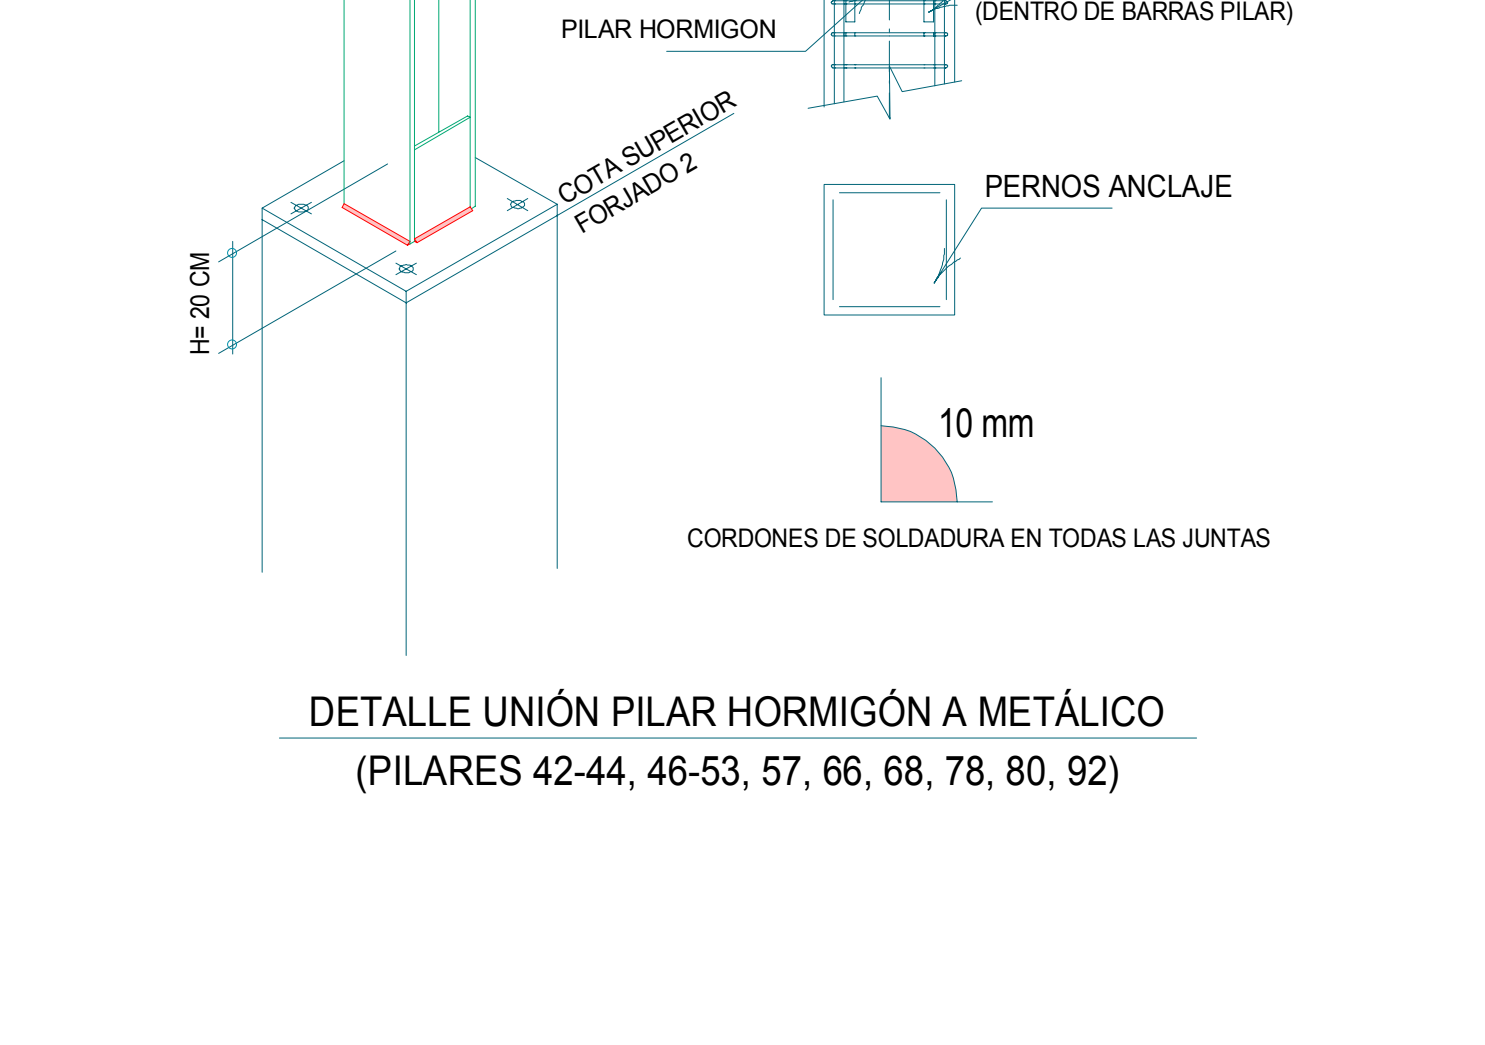 (DENTRO DE BARRAS PILAR)
PILAR HORMIGON
COTA SUPERIOR
FORJADO 2
PERNOS ANCLAJE
H= 20 CM
10 mm
CORDONES DE SOLDADURA EN TODAS LAS JUNTAS
DETALLE UNIÓN PILAR HORMIGÓN A METÁLICO
(PILARES 42-44, 46-53, 57, 66, 68, 78, 80, 92)